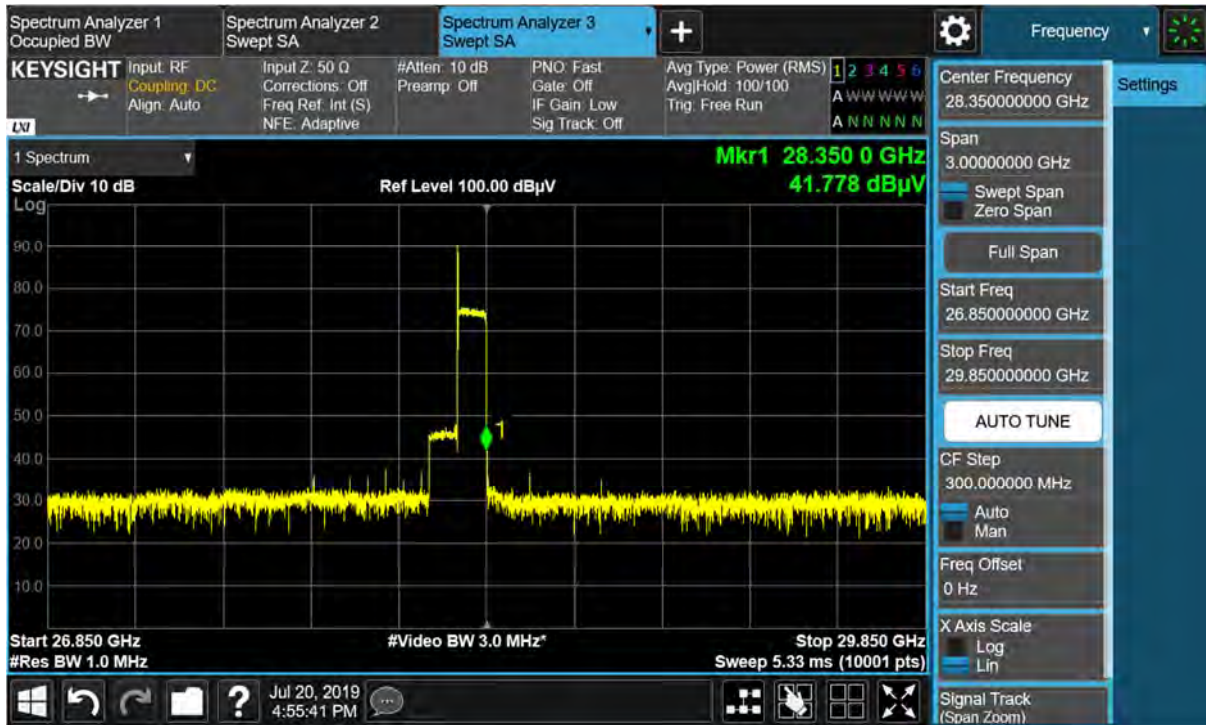 Spectrum Analyzer 1
Occupied BW
Spectrum Analyzer 2
Swept SA
Spectrum Analyzer 3
Swept SA
Frequency
KEYSIGHT
LXI
Input: RF
Coupling: DC
Align: Auto
Input Z: 50 Ω
Corrections: Off
Freq Ref: Int (S)
NFE: Adaptive
#Atten: 10 dB
Preamp: Off
PNO: Fast
Gate: Off
IF Gain: Low
Sig Track: Off
Avg Type: Power (RMS)
Avg|Hold: 100/100
Trig: Free Run
1 2 3 4 5 6
A W W W W W
A N N N N N
1 Spectrum
Mkr1 28.350 0 GHz
41.778 dBµV
Scale/Div 10 dB
Ref Level 100.00 dBµV
Log
90.0
80.0
70.0
60.0
50.0
40.0
30.0
20.0
10.0
1
Start 26.850 GHz
#Video BW 3.0 MHz*
Stop 29.850 GHz
#Res BW 1.0 MHz
Sweep 5.33 ms (10001 pts)
Jul 20, 2019
4:55:41 PM
Center Frequency
28.350000000 GHz
Settings
Span
3.00000000 GHz
Swept Span
Zero Span
Full Span
Start Freq
26.850000000 GHz
Stop Freq
29.850000000 GHz
AUTO TUNE
CF Step
300.000000 MHz
Auto
Man
Freq Offset
0 Hz
X Axis Scale
Log
Lin
Signal Track
(Span Zoom)